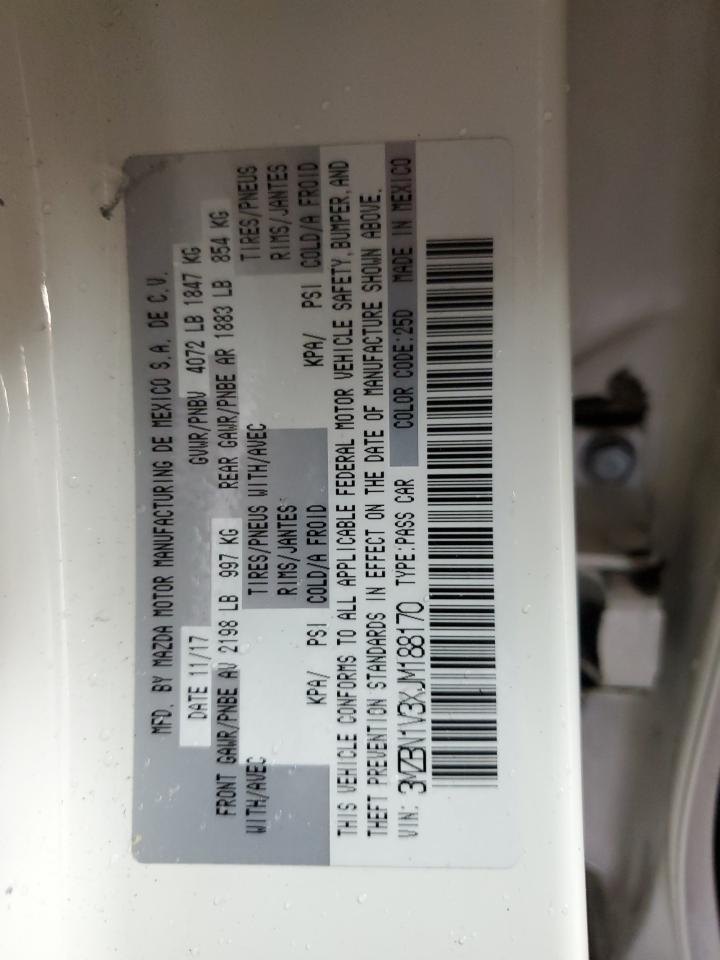 MFD. BY MAZDA MOTOR MANUFACTURING DE MEXICO S.A. DE C.V.
DATE 11/17 GVWR/PNBV 4072 LB 1847 KG
FRONT GAWR/PNBE AV 2198 LB 997 KG REAR GAWR/PNBE AR 1883 LB 854 KG
WITH/AVEC TIRES/PNEUS WITH/AVEC TIRES/PNEUS
RIMS/JANTES RIMS/JANTES
KPA/ PSI COLD/A FROID KPA/ PSI COLD/A FROID
THIS VEHICLE CONFORMS TO ALL APPLICABLE FEDERAL MOTOR VEHICLE SAFETY, BUMPER, AND
THEFT PREVENTION STANDARDS IN EFFECT ON THE DATE OF MANUFACTURE SHOWN ABOVE.
VIN: 3MZBN1V3XJM188170 TYPE:PASS CAR COLOR CODE:25D MADE IN MEXICO